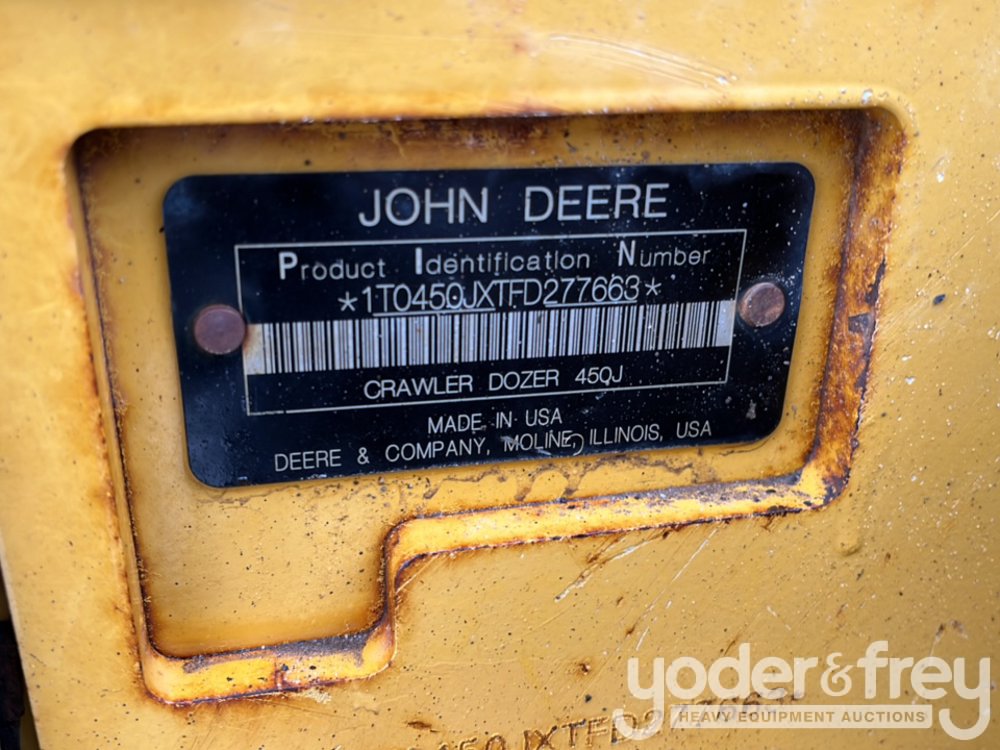 JOHN DEERE
Product Identification Number
*1T0450JXTFD277663*
CRAWLER DOZER 450J
MADE IN USA
DEERE & COMPANY, MOLINE, ILLINOIS, USA
yoder&frey
HEAVY EQUIPMENT AUCTIONS